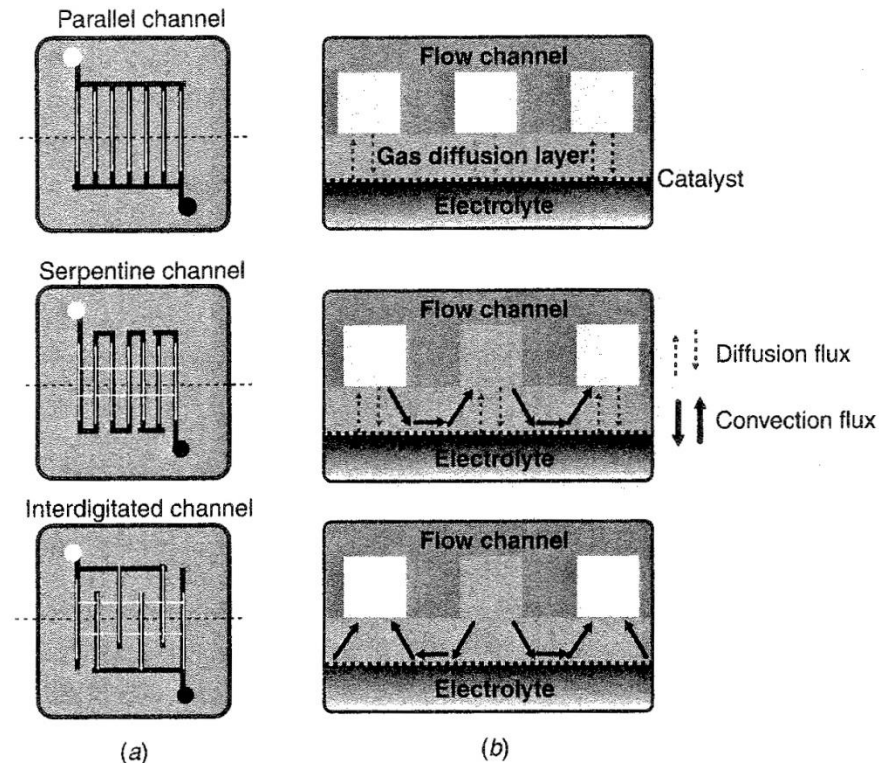 Parallel channel
Flow channel
Gas diffusion layer
Catalyst
Electrolyte
Serpentine channel
Flow channel
Diffusion flux
Convection flux
Electrolyte
Interdigitated channel
Flow channel
Electrolyte
(a)
(b)